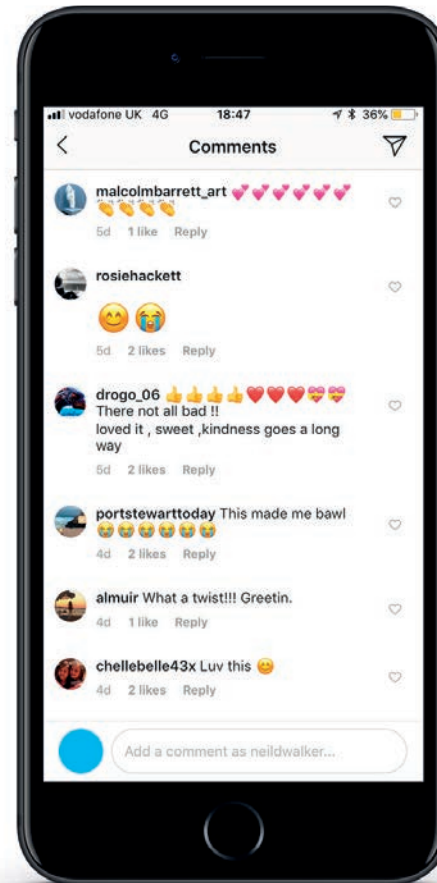 vodafone UK 4G 18:47 36%
Comments
malcolmbarrett_art 💕💕💕💕💕💕
👏👏👏👏
5d 1 like Reply
rosiehackett
😊😭
5d 2 likes Reply
drogo_06 👍👍👍👍❤️❤️❤️💝💝
There not all bad !!
loved it , sweet ,kindness goes a long
way
5d 2 likes Reply
portstewarttoday This made me bawl
😭😭😭😭😭😭
4d 2 likes Reply
almuir What a twist!!! Greetin.
4d 1 like Reply
chellebelle43x Luv this 😊
4d 2 likes Reply
Add a comment as neildwalker...